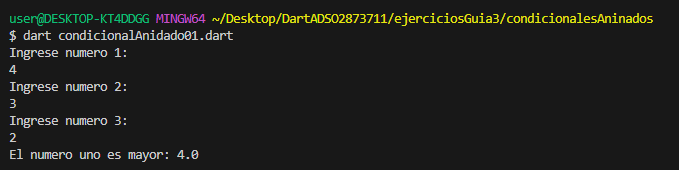 user@DESKTOP-KT4DDGG MINGW64 ~/Desktop/DartADSO2873711/ejerciciosGuia3/condicionalesAninados
$ dart condicionalAnidado01.dart
Ingrese numero 1:
4
Ingrese numero 2:
3
Ingrese numero 3:
2
El numero uno es mayor: 4.0